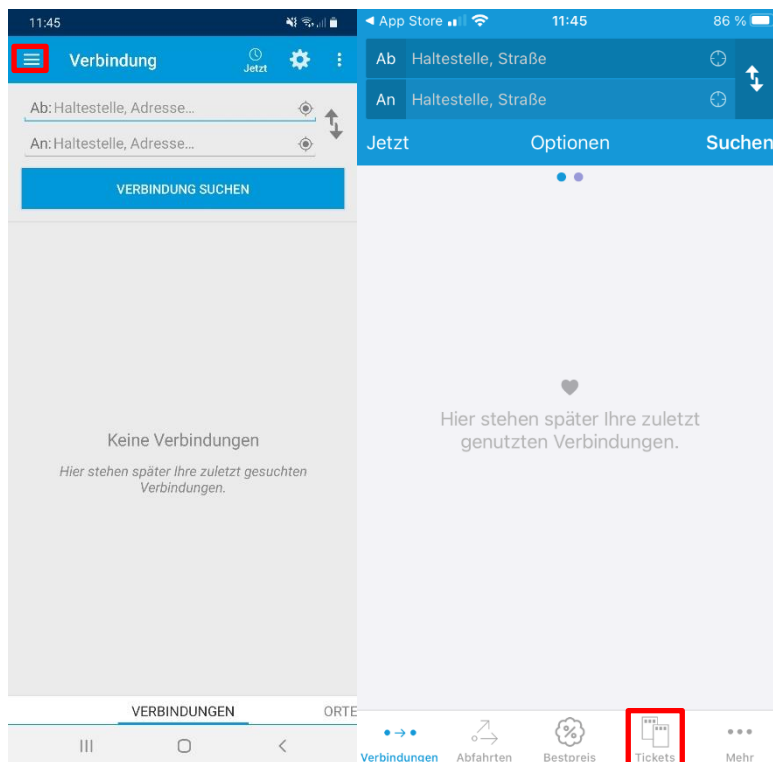 11:45
Verbindung
Jetzt
Ab: Haltestelle, Adresse...
An: Haltestelle, Adresse...
VERBINDUNG SUCHEN
Keine Verbindungen
Hier stehen später Ihre zuletzt gesuchten
Verbindungen.
VERBINDUNGEN
ORTE
App Store
11:45
86 %
Ab Haltestelle, Straße
An Haltestelle, Straße
Jetzt Optionen Suchen
Hier stehen später Ihre zuletzt
genutzten Verbindungen.
Verbindungen Abfahrten Bestpreis Tickets Mehr